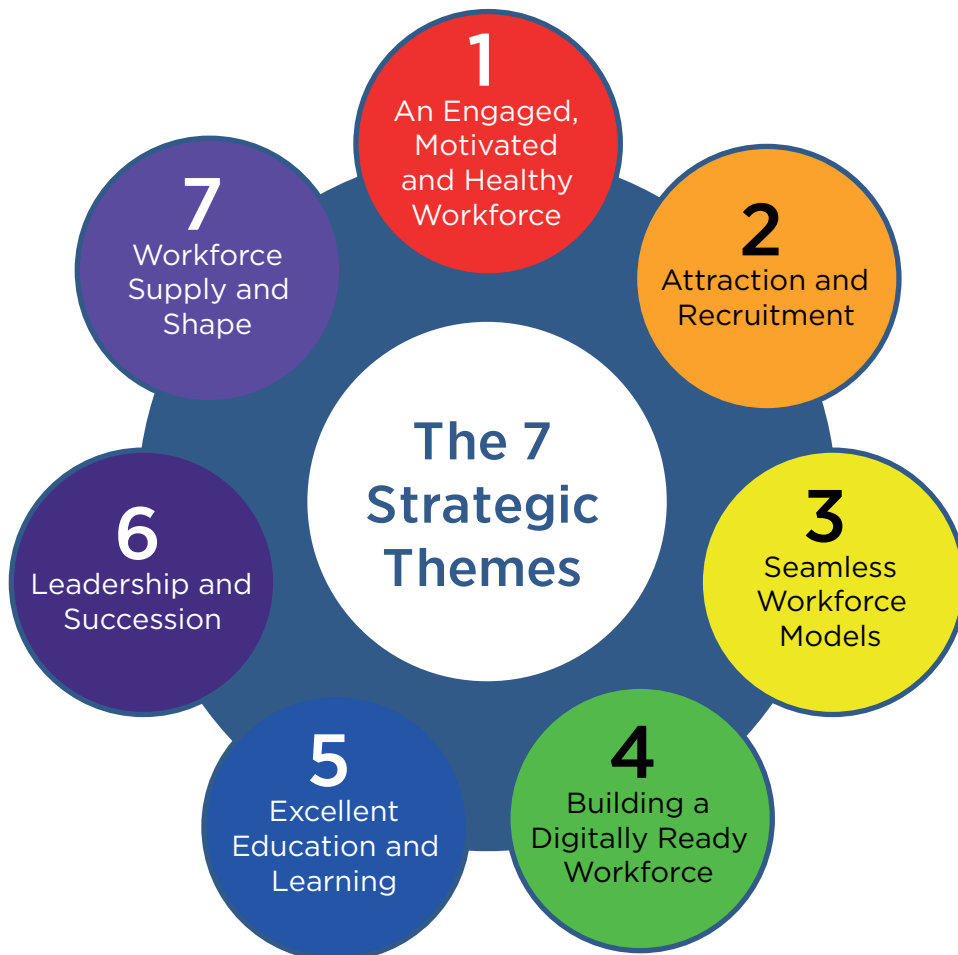 The 7
Strategic
Themes
1
An Engaged,
Motivated
and Healthy
Workforce
2
Attraction and
Recruitment
3
Seamless
Workforce
Models
4
Building a
Digitally Ready
Workforce
5
Excellent
Education and
Learning
6
Leadership and
Succession
7
Workforce
Supply and
Shape